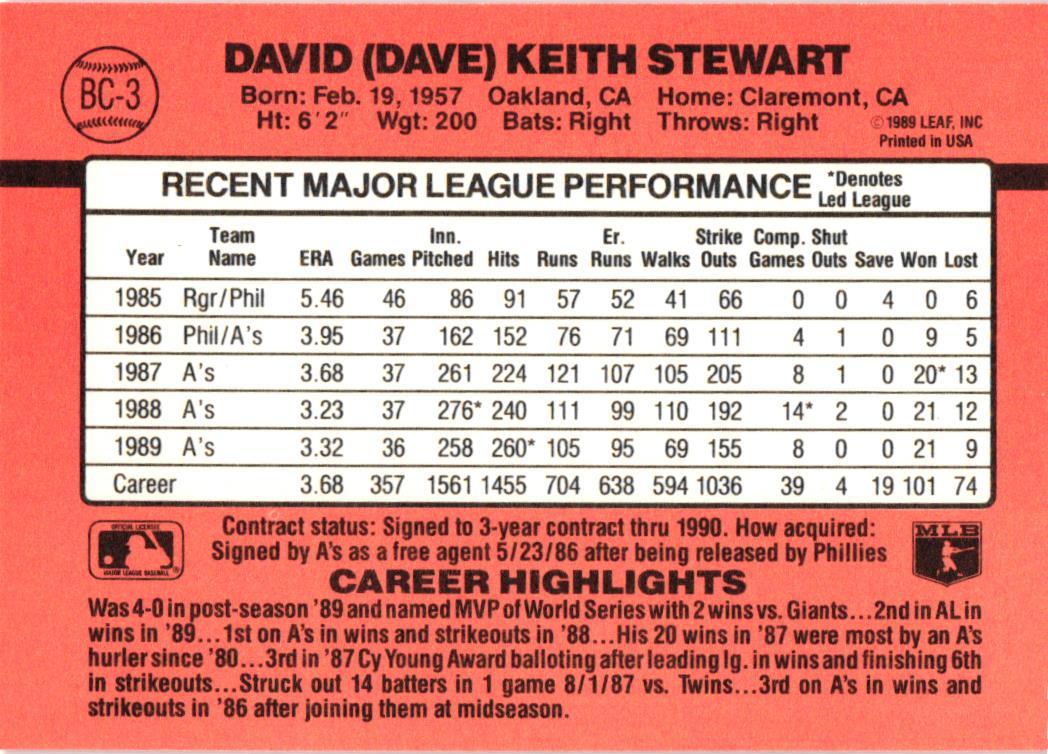 BC-3
DAVID (DAVE) KEITH STEWART
Born: Feb. 19, 1957 Oakland, CA Home: Claremont, CA
Ht: 6'2" Wgt: 200 Bats: Right Throws: Right
© 1989 LEAF, INC
Printed in USA
RECENT MAJOR LEAGUE PERFORMANCE *Denotes
Led League
Team Inn. Er. Strike Comp. Shut
Year Name ERA Games Pitched Hits Runs Runs Walks Outs Games Outs Save Won Lost
1985 Rgr/Phil 5.46 46 86 91 57 52 41 66 0 0 4 0 6
1986 Phil/A's 3.95 37 162 152 76 71 69 111 4 1 0 9 5
1987 A's 3.68 37 261 224 121 107 105 205 8 1 0 20* 13
1988 A's 3.23 37 276* 240 111 99 110 192 14* 2 0 21 12
1989 A's 3.32 36 258 260* 105 95 69 155 8 0 0 21 9
Career 3.68 357 1561 1455 704 638 594 1036 39 4 19 101 74
OFFICIAL LICENSEE
MAJOR LEAGUE BASEBALL ®
Contract status: Signed to 3-year contract thru 1990. How acquired:
Signed by A's as a free agent 5/23/86 after being released by Phillies
MLB
CAREER HIGHLIGHTS
Was 4-0 in post-season '89 and named MVP of World Series with 2 wins vs. Giants...2nd in AL in
wins in '89...1st on A's in wins and strikeouts in '88...His 20 wins in '87 were most by an A's
hurler since '80...3rd in '87 Cy Young Award balloting after leading lg. in wins and finishing 6th
in strikeouts...Struck out 14 batters in 1 game 8/1/87 vs. Twins...3rd on A's in wins and
strikeouts in '86 after joining them at midseason.